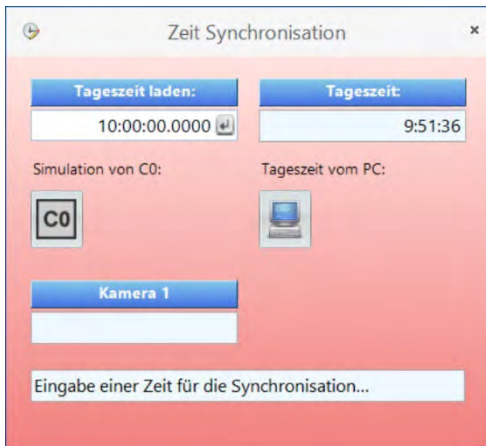 Zeit Synchronisation
Tageszeit laden: Tageszeit:
10:00:00.0000 9:51:36
Simulation von C0: Tageszeit vom PC:
C0
Kamera 1
Eingabe einer Zeit für die Synchronisation...